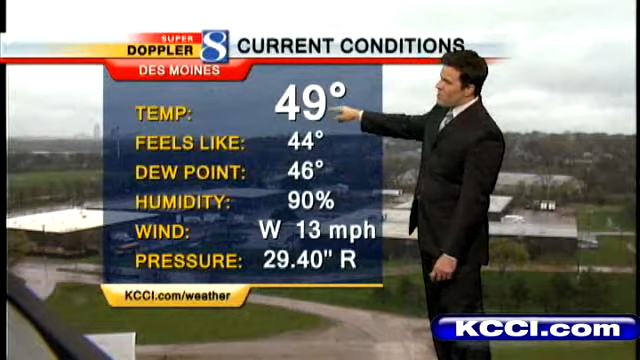 SUPER
DOPPLER 8 CURRENT CONDITIONS
DES MOINES
TEMP: 49°
FEELS LIKE: 44°
DEW POINT: 46°
HUMIDITY: 90%
WIND: W 13 mph
PRESSURE: 29.40" R
KCCI.com/weather
KCCI.com